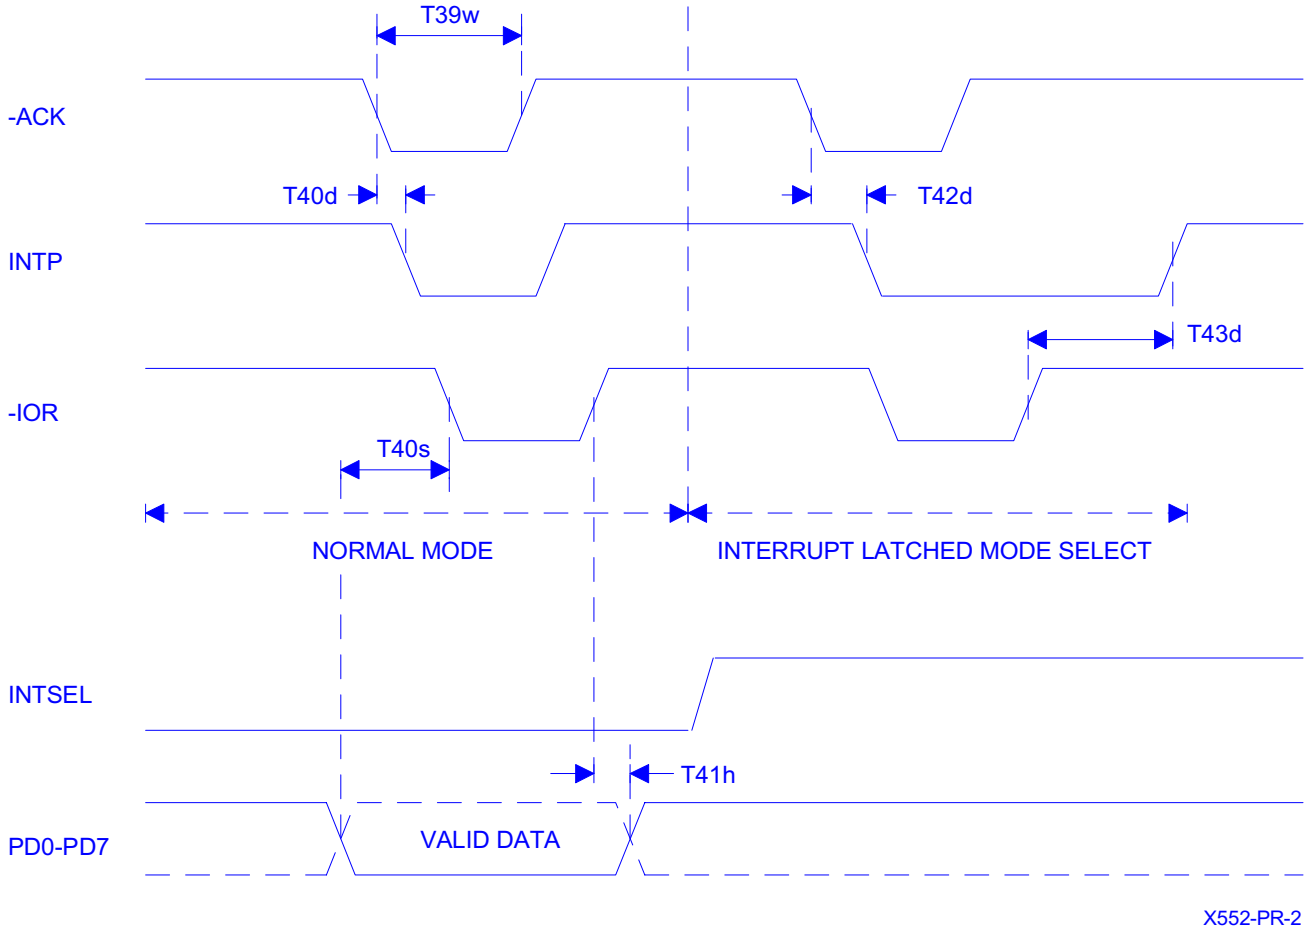 T39w
-ACK
T40d
T42d
INTP
T43d
-IOR
T40s
NORMAL MODE
INTERRUPT LATCHED MODE SELECT
INTSEL
T41h
PD0-PD7
VALID DATA
X552-PR-2